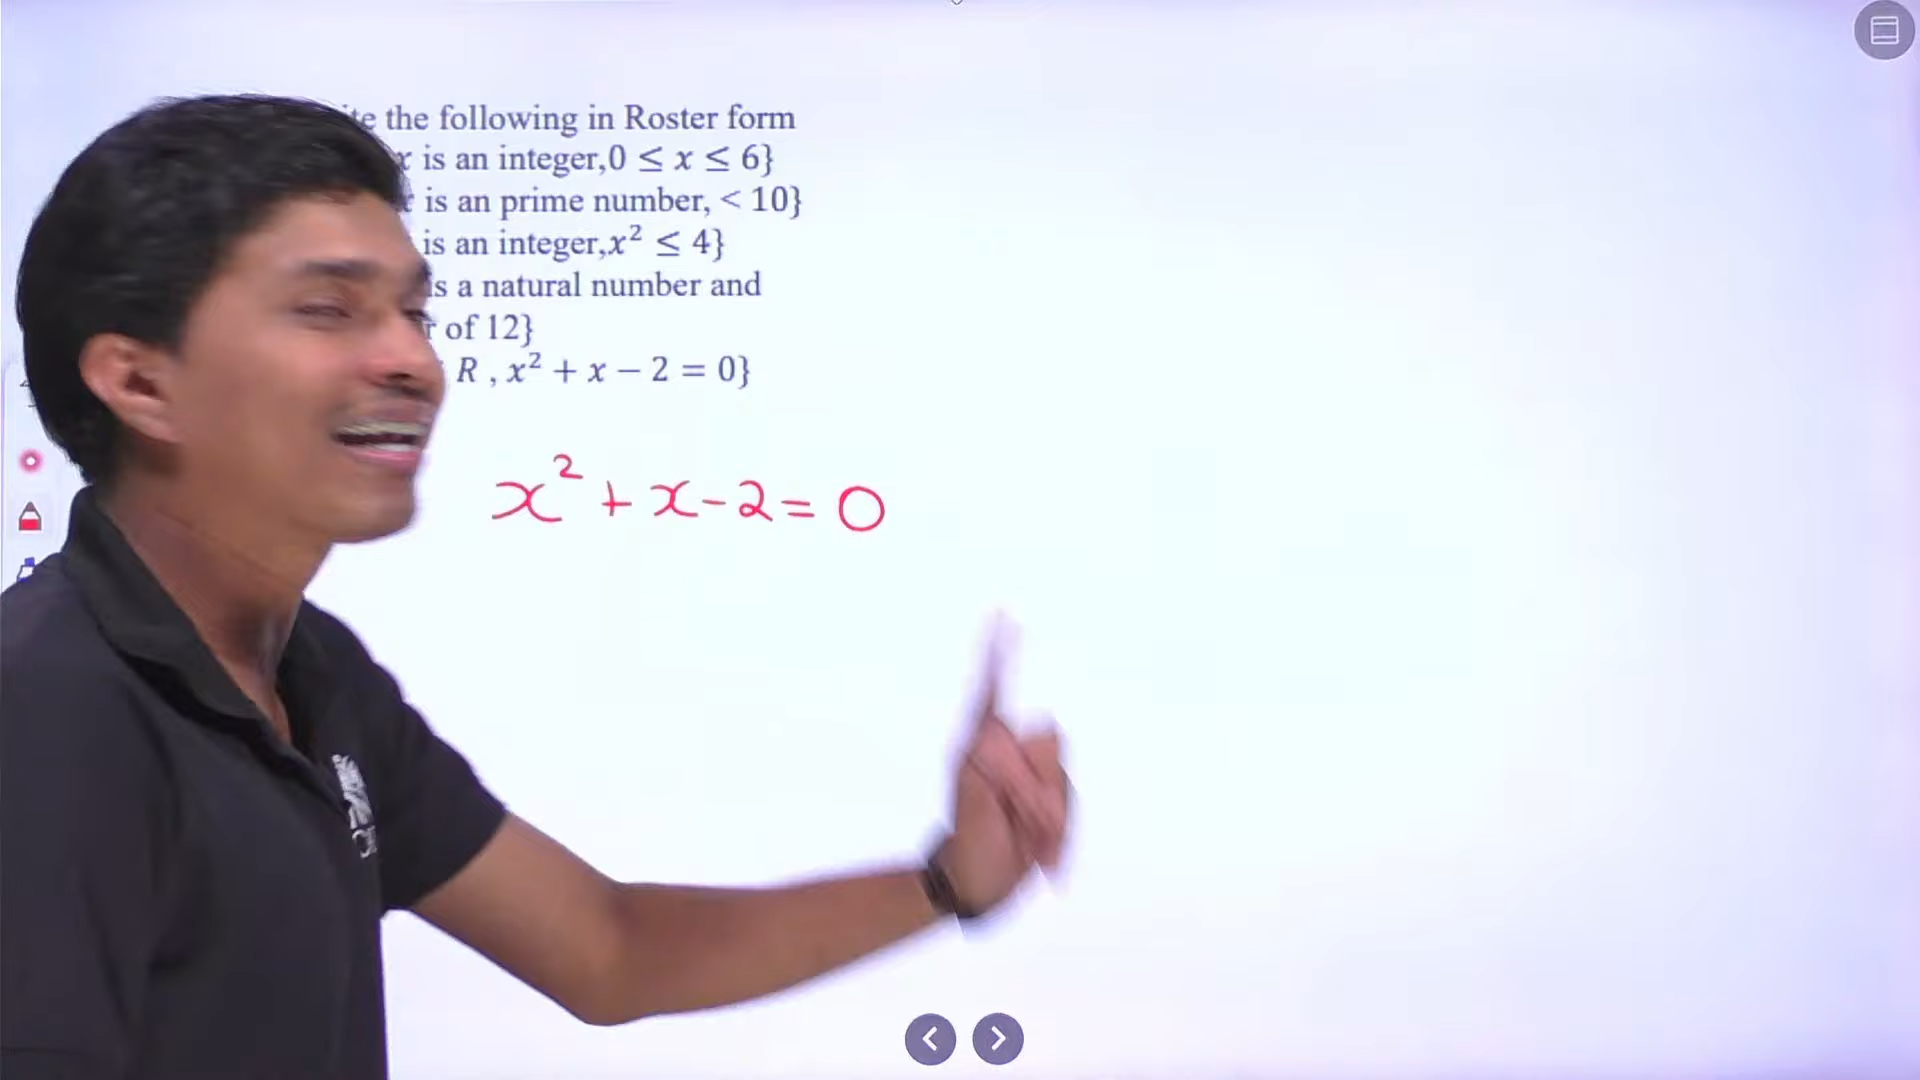 the following in Roster form
x is an integer,0 ≤ x ≤ 6}
is an prime number, < 10}
is an integer,x² ≤ 4}
is a natural number and
of 12}
R , x² + x − 2 = 0}
x² + x - 2 = 0